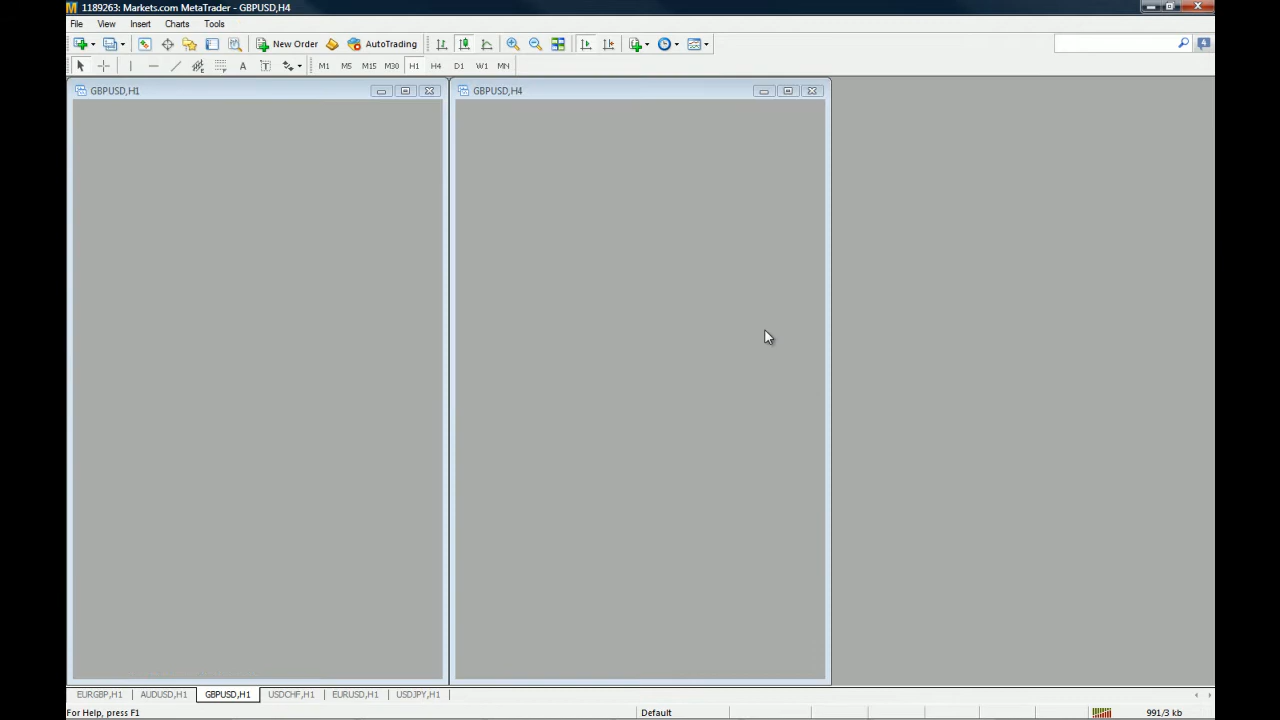 1189263: Markets.com MetaTrader - GBPUSD,H4
File View Insert Charts Tools
New Order AutoTrading 4
A T M1 M5 M15 M30 H1 H4 D1 W1 MN
GBPUSD,H1 GBPUSD,H4
EURGBP,H1 AUDUSD,H1 GBPUSD,H1 USDCHF,H1 EURUSD,H1 USDJPY,H1
For Help, press F1 Default 991/3 kb